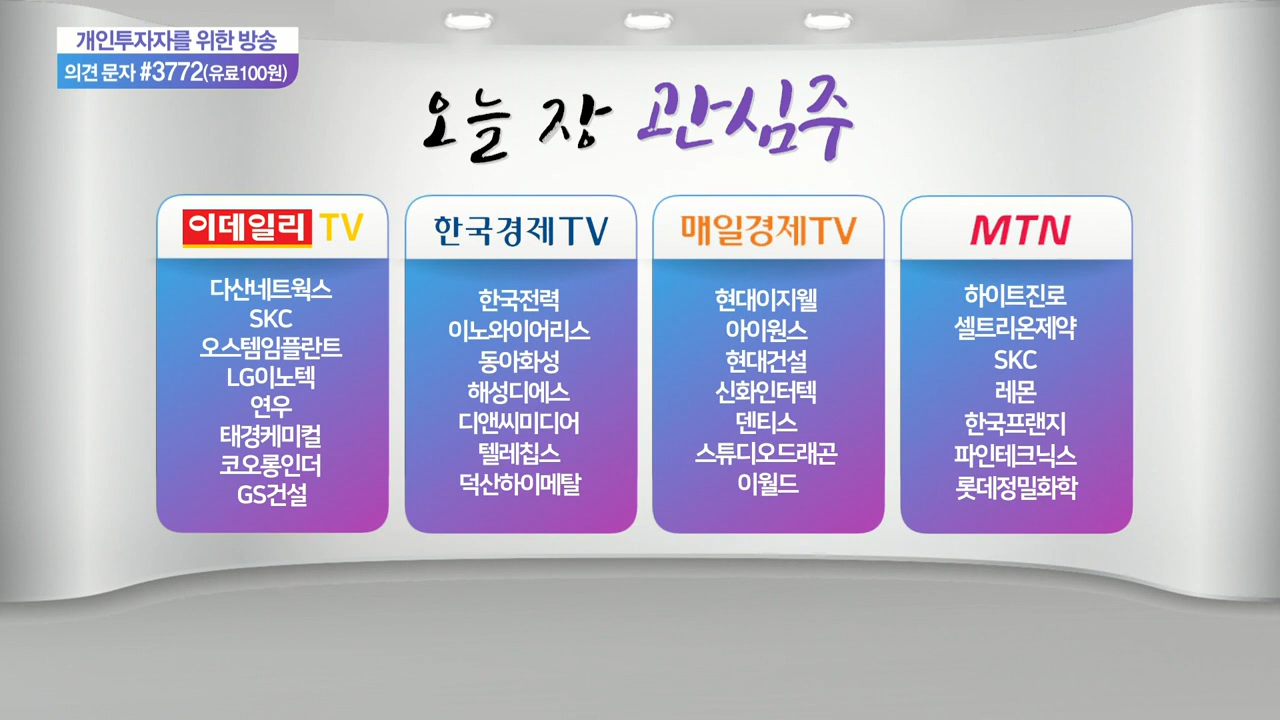 개인투자자를 위한 방송
의견 문자 #3772(유료100원)
오늘 장 관심주
이데일리 TV
다산네트웍스
SKC
오스템임플란트
LG이노텍
연우
태경케미컬
코오롱인더
GS건설
한국경제TV
한국전력
이노와이어리스
동아화성
해성디에스
디앤씨미디어
텔레칩스
덕산하이메탈
매일경제TV
현대이지웰
아이원스
현대건설
신화인터텍
덴티스
스튜디오드래곤
이월드
MTN
하이트진로
셀트리온제약
SKC
레몬
한국프랜지
파인테크닉스
롯데정밀화학